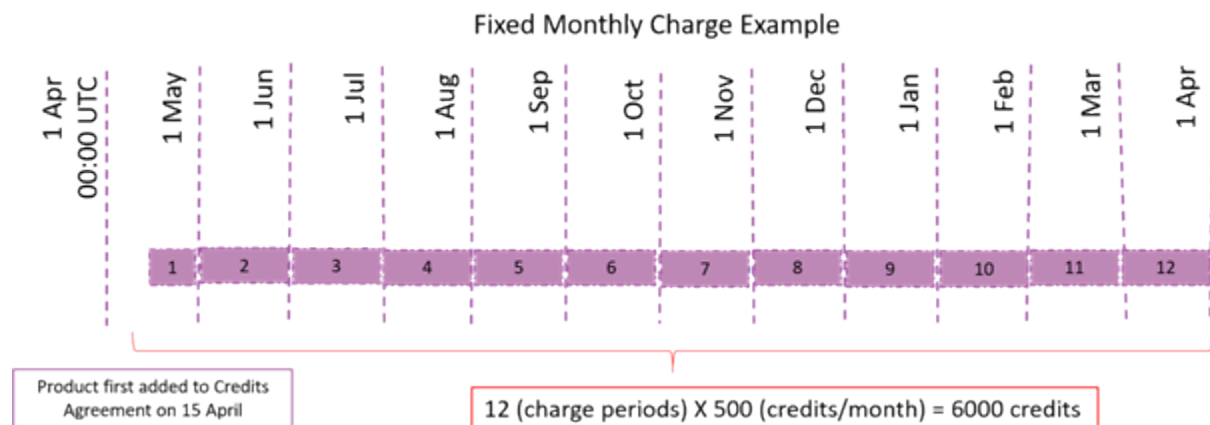 Fixed Monthly Charge Example
1 Apr
00:00 UTC
1 May
1 Jun
1 Jul
1 Aug
1 Sep
1 Oct
1 Nov
1 Dec
1 Jan
1 Feb
1 Mar
1 Apr
1
2
3
4
5
6
7
8
9
10
11
12
Product first added to Credits
Agreement on 15 April
12 (charge periods) X 500 (credits/month) = 6000 credits